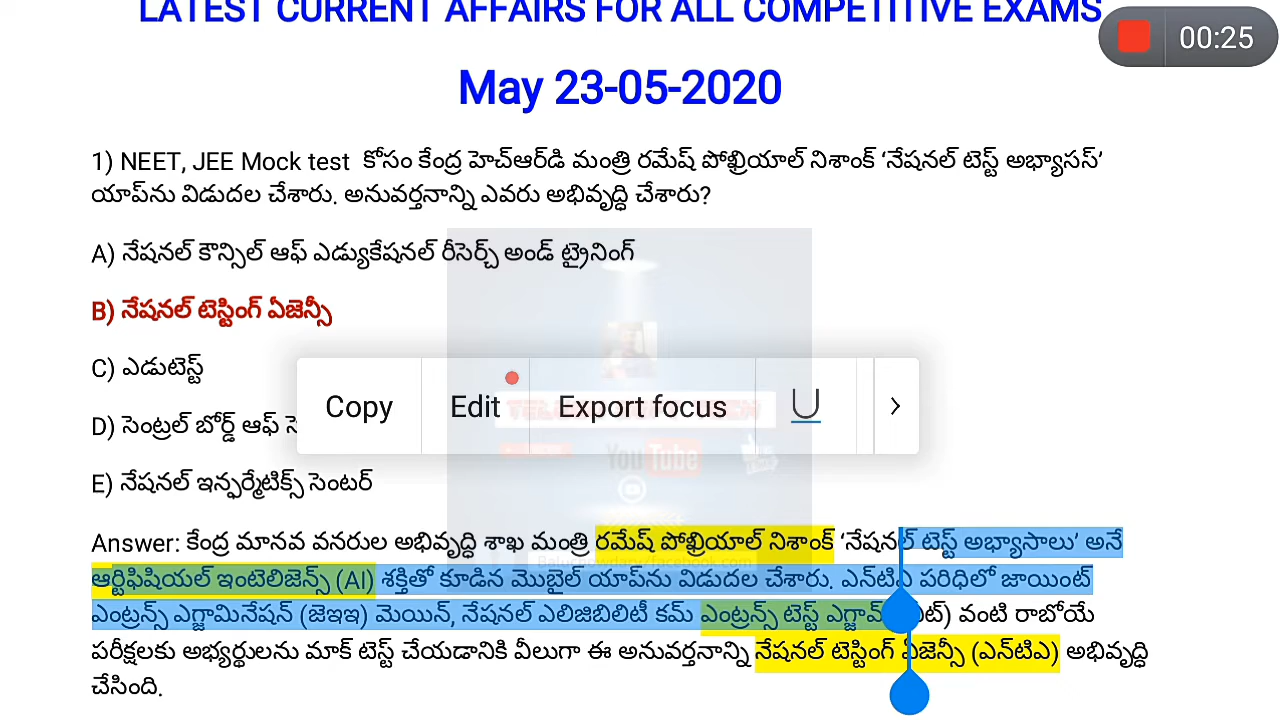 LATEST CURRENT AFFAIRS FOR ALL COMPETITIVE EXAMS
00:25
May 23-05-2020
1) NEET, JEE Mock test కోసం కేంద్ర హెచ్ఆర్‌డి మంత్రి రమేష్ పోఖ్రియాల్ నిశాంక్ ‘నేషనల్ టెస్ట్ అభ్యాసస్’
యాప్‌ను విడుదల చేశారు. అనువర్తనాన్ని ఎవరు అభివృద్ధి చేశారు?
A) నేషనల్ కౌన్సిల్ ఆఫ్ ఎడ్యుకేషనల్ రీసెర్చ్ అండ్ ట్రైనింగ్
B) నేషనల్ టెస్టింగ్ ఏజెన్సీ
C) ఎడుటెస్ట్
Copy Edit Export focus U >
D) సెంట్రల్ బోర్డ్ ఆఫ్
YouTube
E) నేషనల్ ఇన్ఫర్మేటిక్స్ సెంటర్
Answer: కేంద్ర మానవ వనరుల అభివృద్ధి శాఖ మంత్రి రమేష్ పోఖ్రియాల్ నిశాంక్ ‘నేషనల్ టెస్ట్ అభ్యాసాలు’ అనే
ఆర్టిఫిషియల్ ఇంటెలిజెన్స్ (AI) శక్తితో కూడిన మొబైల్ యాప్‌ను విడుదల చేశారు. ఎన్‌టిఏ పరిధిలో జాయింట్
ఎంట్రన్స్ ఎగ్జామినేషన్ (జెఇఇ) మెయిన్, నేషనల్ ఎలిజిబిలిటీ కమ్ ఎంట్రన్స్ టెస్ట్ ఎగ్జామ్ వంటి రాబోయే
పరీక్షలకు అభ్యర్థులను మాక్ టెస్ట్ చేయడానికి వీలుగా ఈ అనువర్తనాన్ని నేషనల్ టెస్టింగ్ ఏజెన్సీ (ఎన్‌టిఎ) అభివృద్ధి
చేసింది.